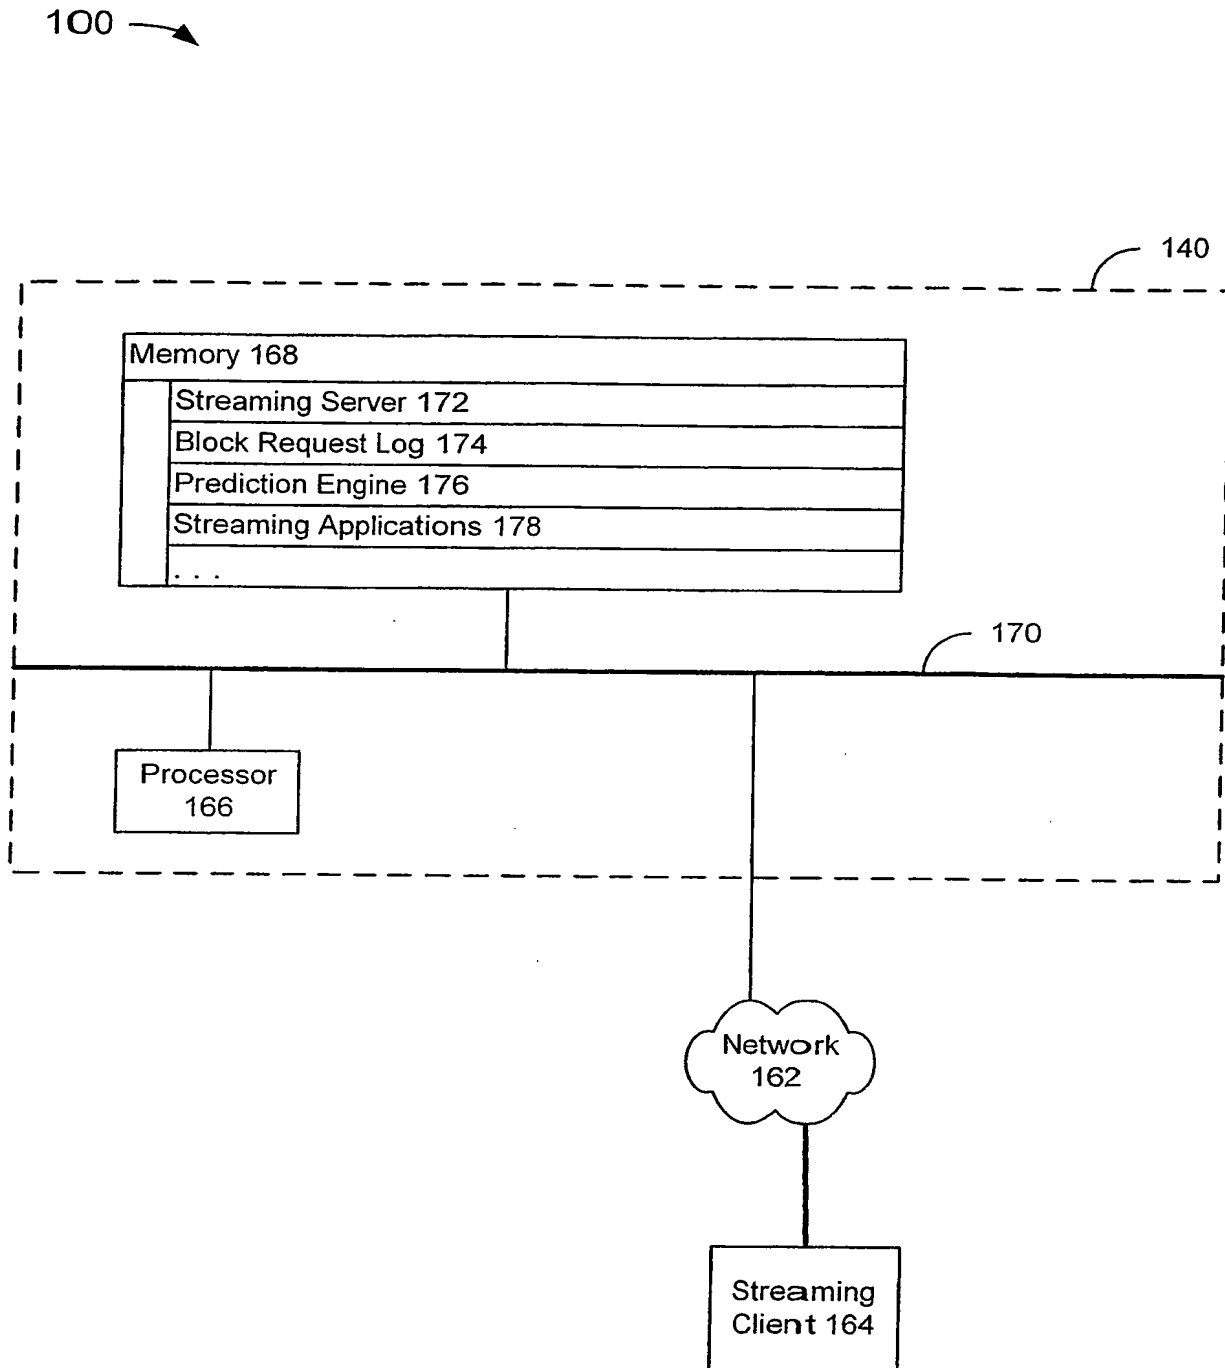 100
140
Memory 168
Streaming Server 172
Block Request Log 174
Prediction Engine 176
Streaming Applications 178
. . .
170
Processor
166
Network
162
Streaming
Client 164